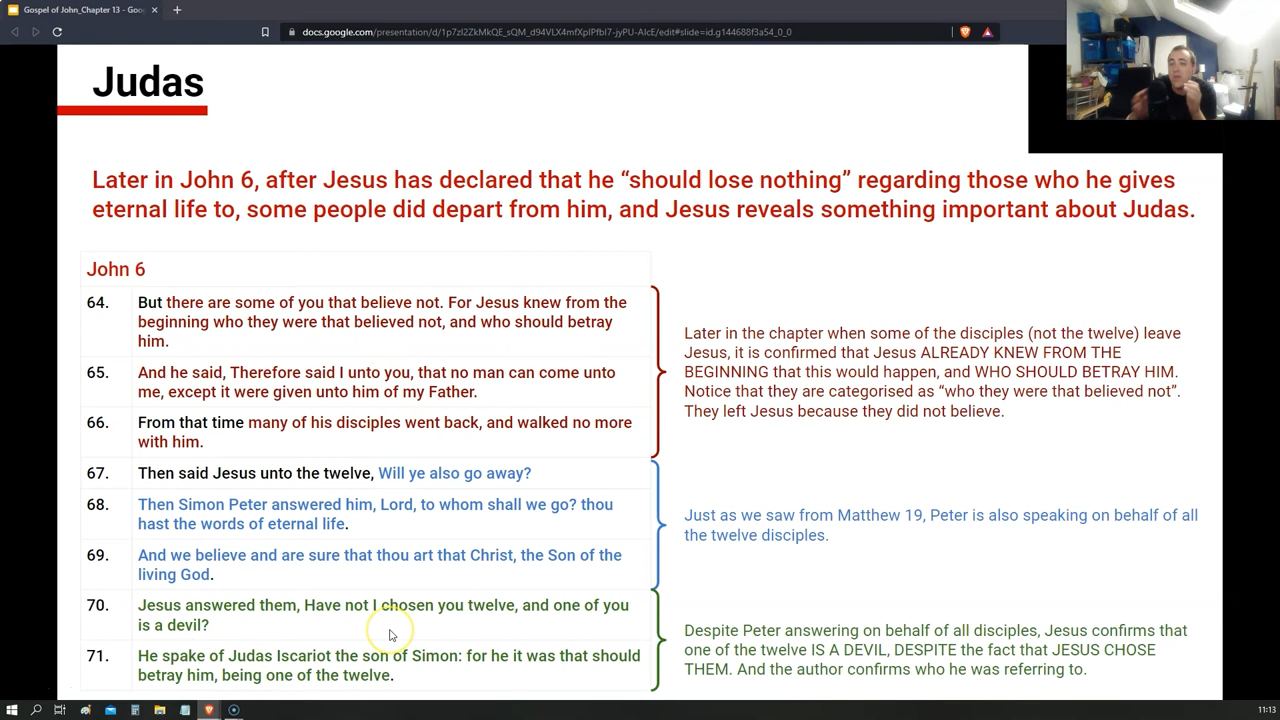 Gospel of John_Chapter 13 - Goo
docs.google.com/presentation/d/1p7zl2ZkMkQE_sQM_d94VLX4mfXpIPfbI7-jyPU-AlcE/edit#slide=id.g144688f3a54_0_0
Judas
Later in John 6, after Jesus has declared that he “should lose nothing” regarding those who he gives
eternal life to, some people did depart from him, and Jesus reveals something important about Judas.
John 6
64. But there are some of you that believe not. For Jesus knew from the
beginning who they were that believed not, and who should betray
him.
65. And he said, Therefore said I unto you, that no man can come unto
me, except it were given unto him of my Father.
66. From that time many of his disciples went back, and walked no more
with him.
Later in the chapter when some of the disciples (not the twelve) leave
Jesus, it is confirmed that Jesus ALREADY KNEW FROM THE
BEGINNING that this would happen, and WHO SHOULD BETRAY HIM.
Notice that they are categorised as “who they were that believed not”.
They left Jesus because they did not believe.
67. Then said Jesus unto the twelve, Will ye also go away?
68. Then Simon Peter answered him, Lord, to whom shall we go? thou
hast the words of eternal life.
69. And we believe and are sure that thou art that Christ, the Son of the
living God.
Just as we saw from Matthew 19, Peter is also speaking on behalf of all
the twelve disciples.
70. Jesus answered them, Have not I chosen you twelve, and one of you
is a devil?
71. He spake of Judas Iscariot the son of Simon: for he it was that should
betray him, being one of the twelve.
Despite Peter answering on behalf of all disciples, Jesus confirms that
one of the twelve IS A DEVIL, DESPITE the fact that JESUS CHOSE
THEM. And the author confirms who he was referring to.
11:13